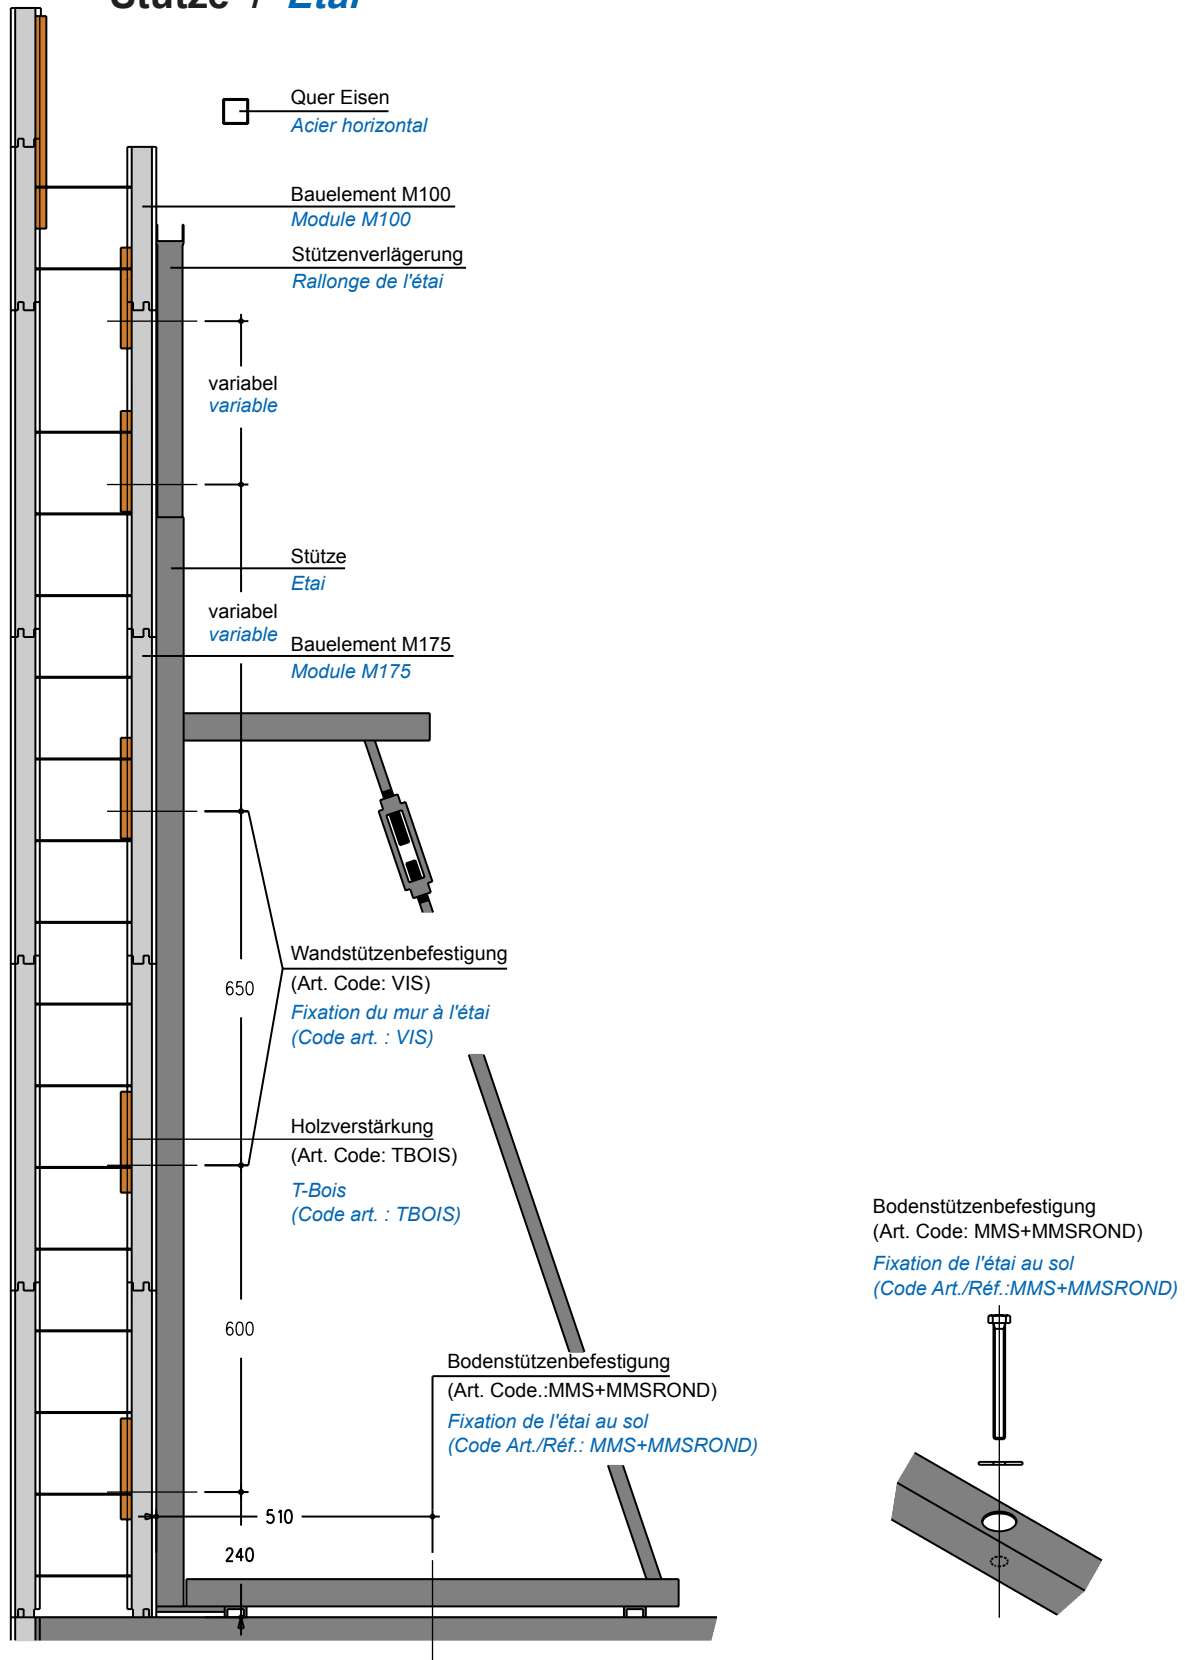 Stütze / Etai
Quer Eisen
Acier horizontal
Bauelement M100
Module M100
Stützenverlägerung
Rallonge de l'étai
variabel
variable
Stütze
Etai
variabel
variable
Bauelement M175
Module M175
Wandstützenbefestigung
(Art. Code: VIS)
Fixation du mur à l'étai
(Code art. : VIS)
650
Holzverstärkung
(Art. Code: TBOIS)
T-Bois
(Code art. : TBOIS)
Bodenstützenbefestigung
(Art. Code: MMS+MMSROND)
Fixation de l'étai au sol
(Code Art./Réf.:MMS+MMSROND)
600
Bodenstützenbefestigung
(Art. Code.:MMS+MMSROND)
Fixation de l'étai au sol
(Code Art./Réf.: MMS+MMSROND)
510
240